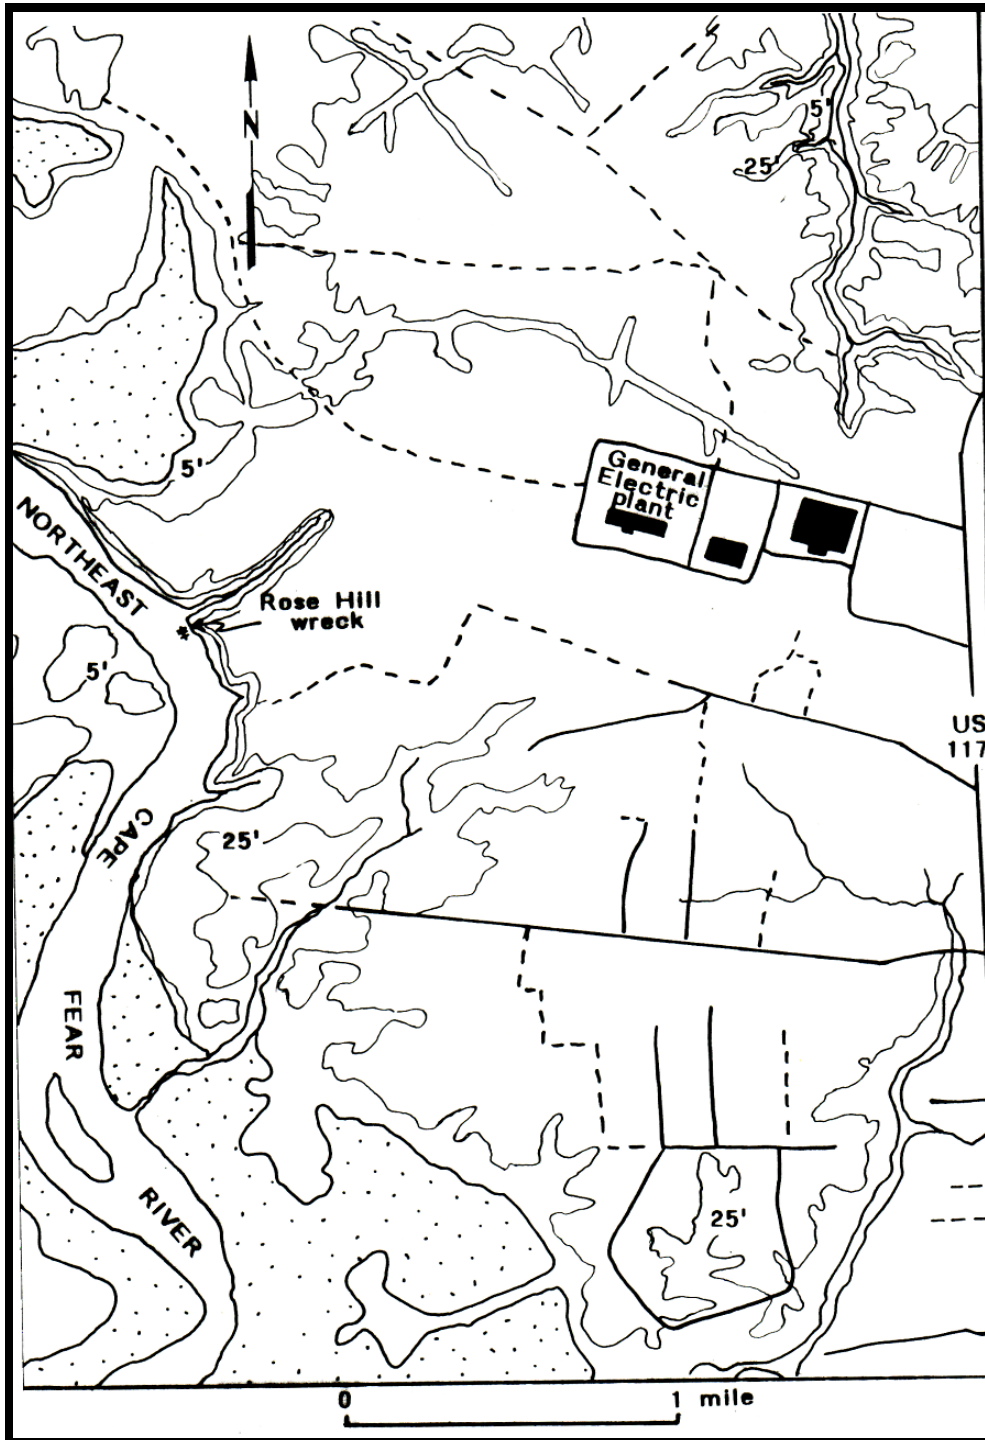 5'
N
25'
General
Electric
plant
5'
NORTHEAST
Rose Hill
wreck
*
5'
US
117
CAPE
25'
FEAR
RIVER
25'
0 1 mile